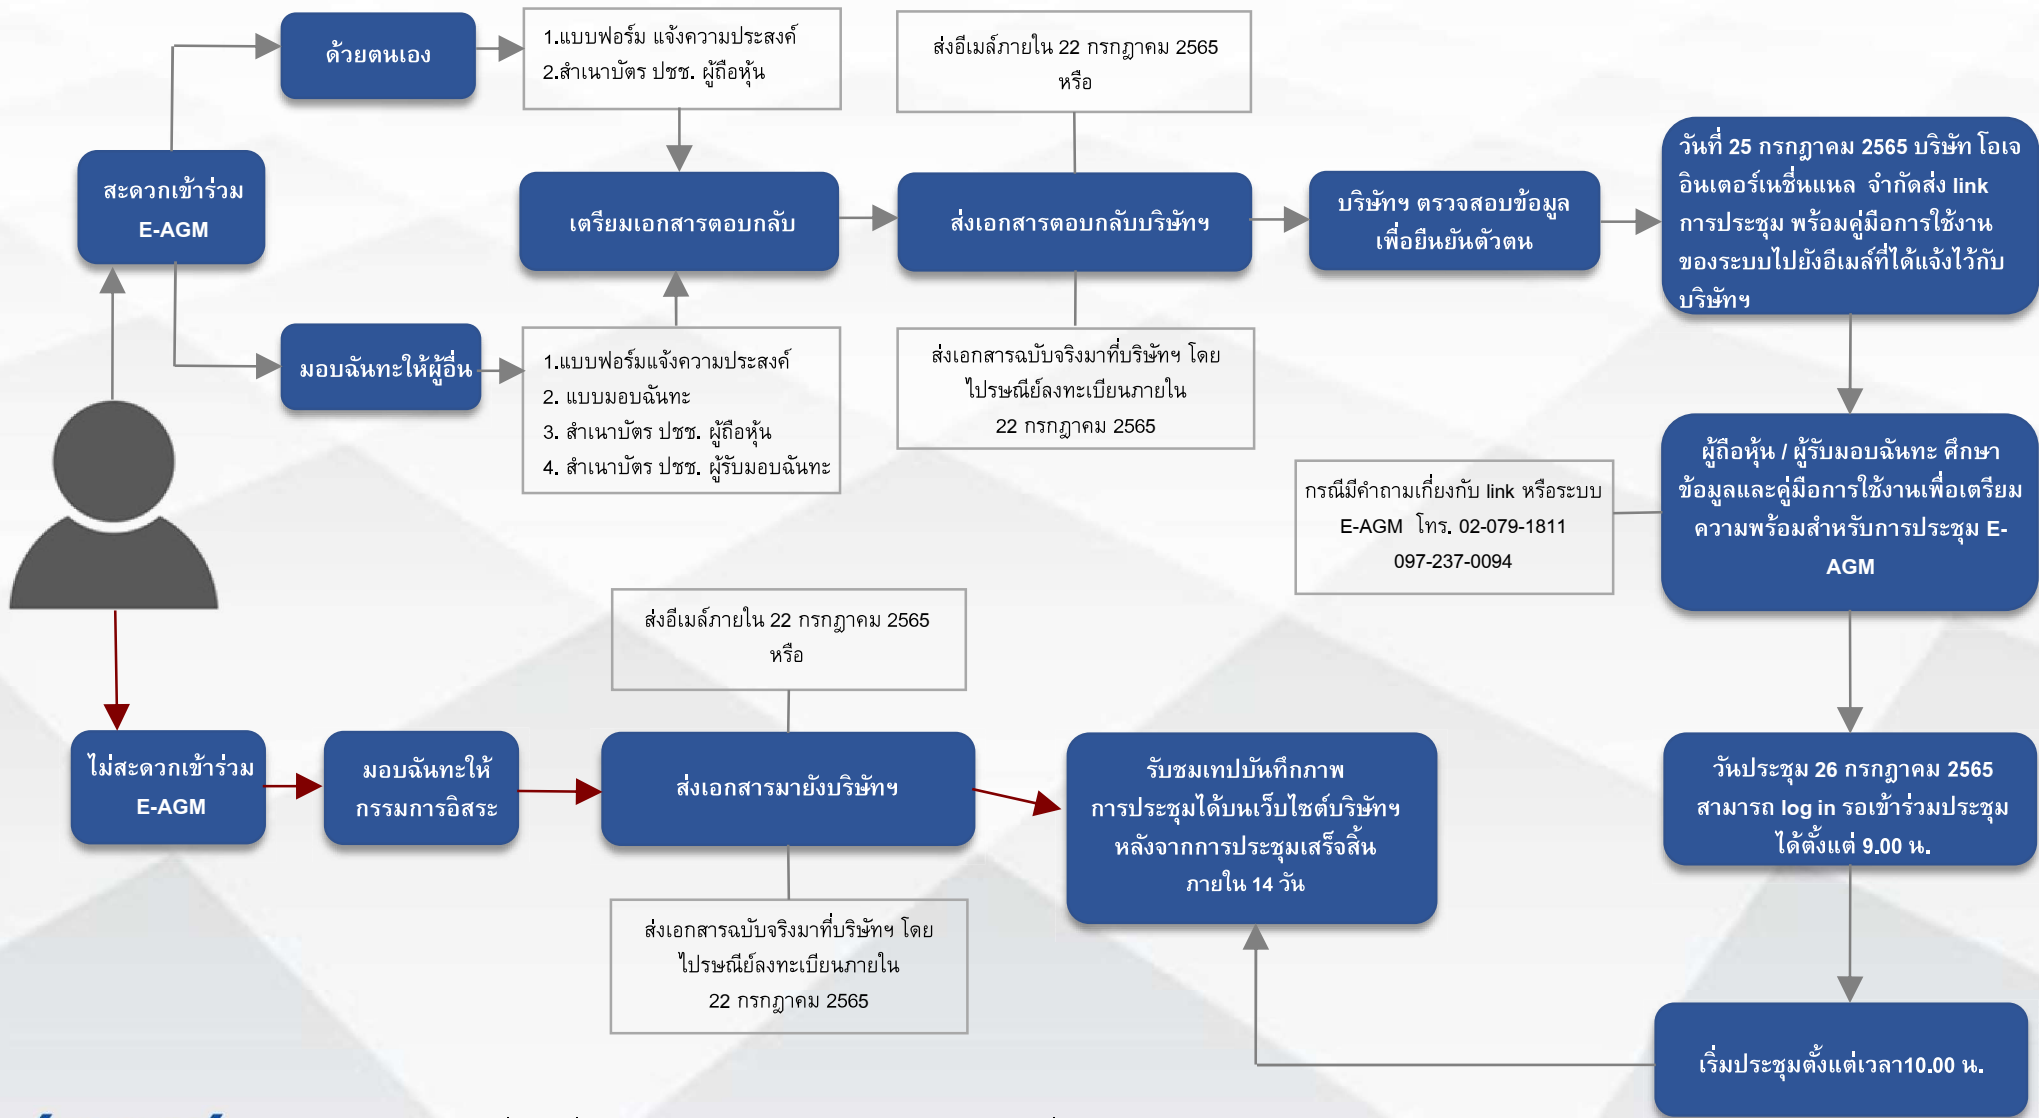 ด้วยตนเอง
1.แบบฟอร์ม แจ้งความประสงค์
2.สำเนาบัตร ปชช. ผู้ถือหุ้น
ส่งอีเมล์ภายใน 22 กรกฎาคม 2565
หรือ
สะดวกเข้าร่วม
E-AGM
เตรียมเอกสารตอบกลับ
ส่งเอกสารตอบกลับบริษัทฯ
บริษัทฯ ตรวจสอบข้อมูล
เพื่อยืนยันตัวตน
วันที่ 25 กรกฎาคม 2565 บริษัท โอเจ
อินเตอร์เนชี่นแนล จำกัดส่ง link
การประชุม พร้อมคู่มือการใช้งาน
ของระบบไปยังอีเมล์ที่ได้แจ้งไว้กับ
บริษัทฯ
มอบฉันทะให้ผู้อื่น
1.แบบฟอร์มแจ้งความประสงค์
2. แบบมอบฉันทะ
3. สำเนาบัตร ปชช. ผู้ถือหุ้น
4. สำเนาบัตร ปชช. ผู้รับมอบฉันทะ
ส่งเอกสารฉบับจริงมาที่บริษัทฯ โดย
ไปรษณีย์ลงทะเบียนภายใน
22 กรกฎาคม 2565
กรณีมีคำถามเกี่ยงกับ link หรือระบบ
E-AGM โทร. 02-079-1811
097-237-0094
ผู้ถือหุ้น / ผู้รับมอบฉันทะ ศึกษา
ข้อมูลและคู่มือการใช้งานเพื่อเตรียม
ความพร้อมสำหรับการประชุม E-
AGM
ส่งอีเมล์ภายใน 22 กรกฎาคม 2565
หรือ
ไม่สะดวกเข้าร่วม
E-AGM
มอบฉันทะให้
กรรมการอิสระ
ส่งเอกสารมายังบริษัทฯ
รับชมเทปบันทึกภาพ
การประชุมได้บนเว็บไซต์บริษัทฯ
หลังจากการประชุมเสร็จสิ้น
ภายใน 14 วัน
วันประชุม 26 กรกฎาคม 2565
สามารถ log in รอเข้าร่วมประชุม
ได้ตั้งแต่ 9.00 น.
ส่งเอกสารฉบับจริงมาที่บริษัทฯ โดย
ไปรษณีย์ลงทะเบียนภายใน
22 กรกฎาคม 2565
เริ่มประชุมตั้งแต่เวลา10.00 น.